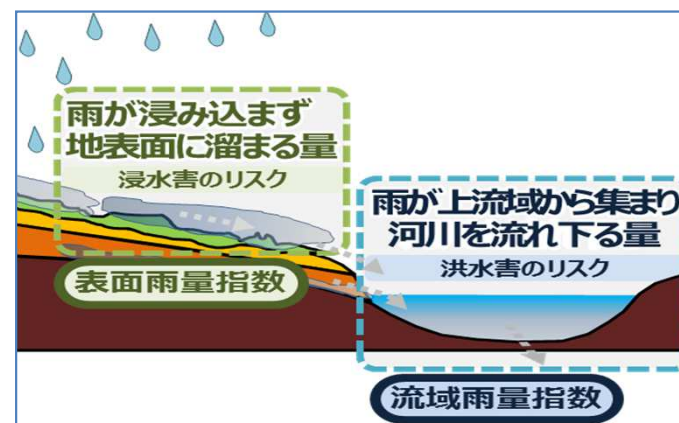 雨が浸み込まず
地表面に溜まる量
浸水害のリスク
表面雨量指数
雨が上流域から集まり
河川を流れ下る量
洪水害のリスク
流域雨量指数